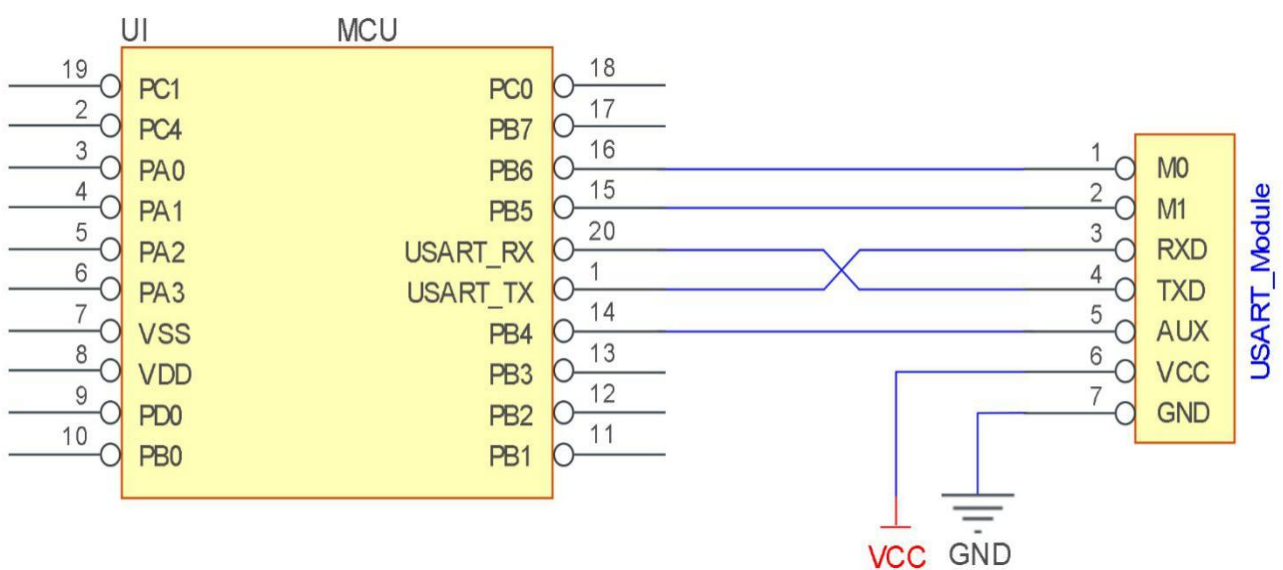 UI MCU
19 PC1 PC0 18
2 PC4 PB7 17
3 PA0 PB6 16 1 M0
4 PA1 PB5 15 2 M1
5 PA2 USART_RX 20 3 RXD
6 PA3 USART_TX 1 4 TXD
7 VSS PB4 14 5 AUX
8 VDD PB3 13 6 VCC
9 PD0 PB2 12 7 GND
10 PB0 PB1 11
USART_Module
VCC GND